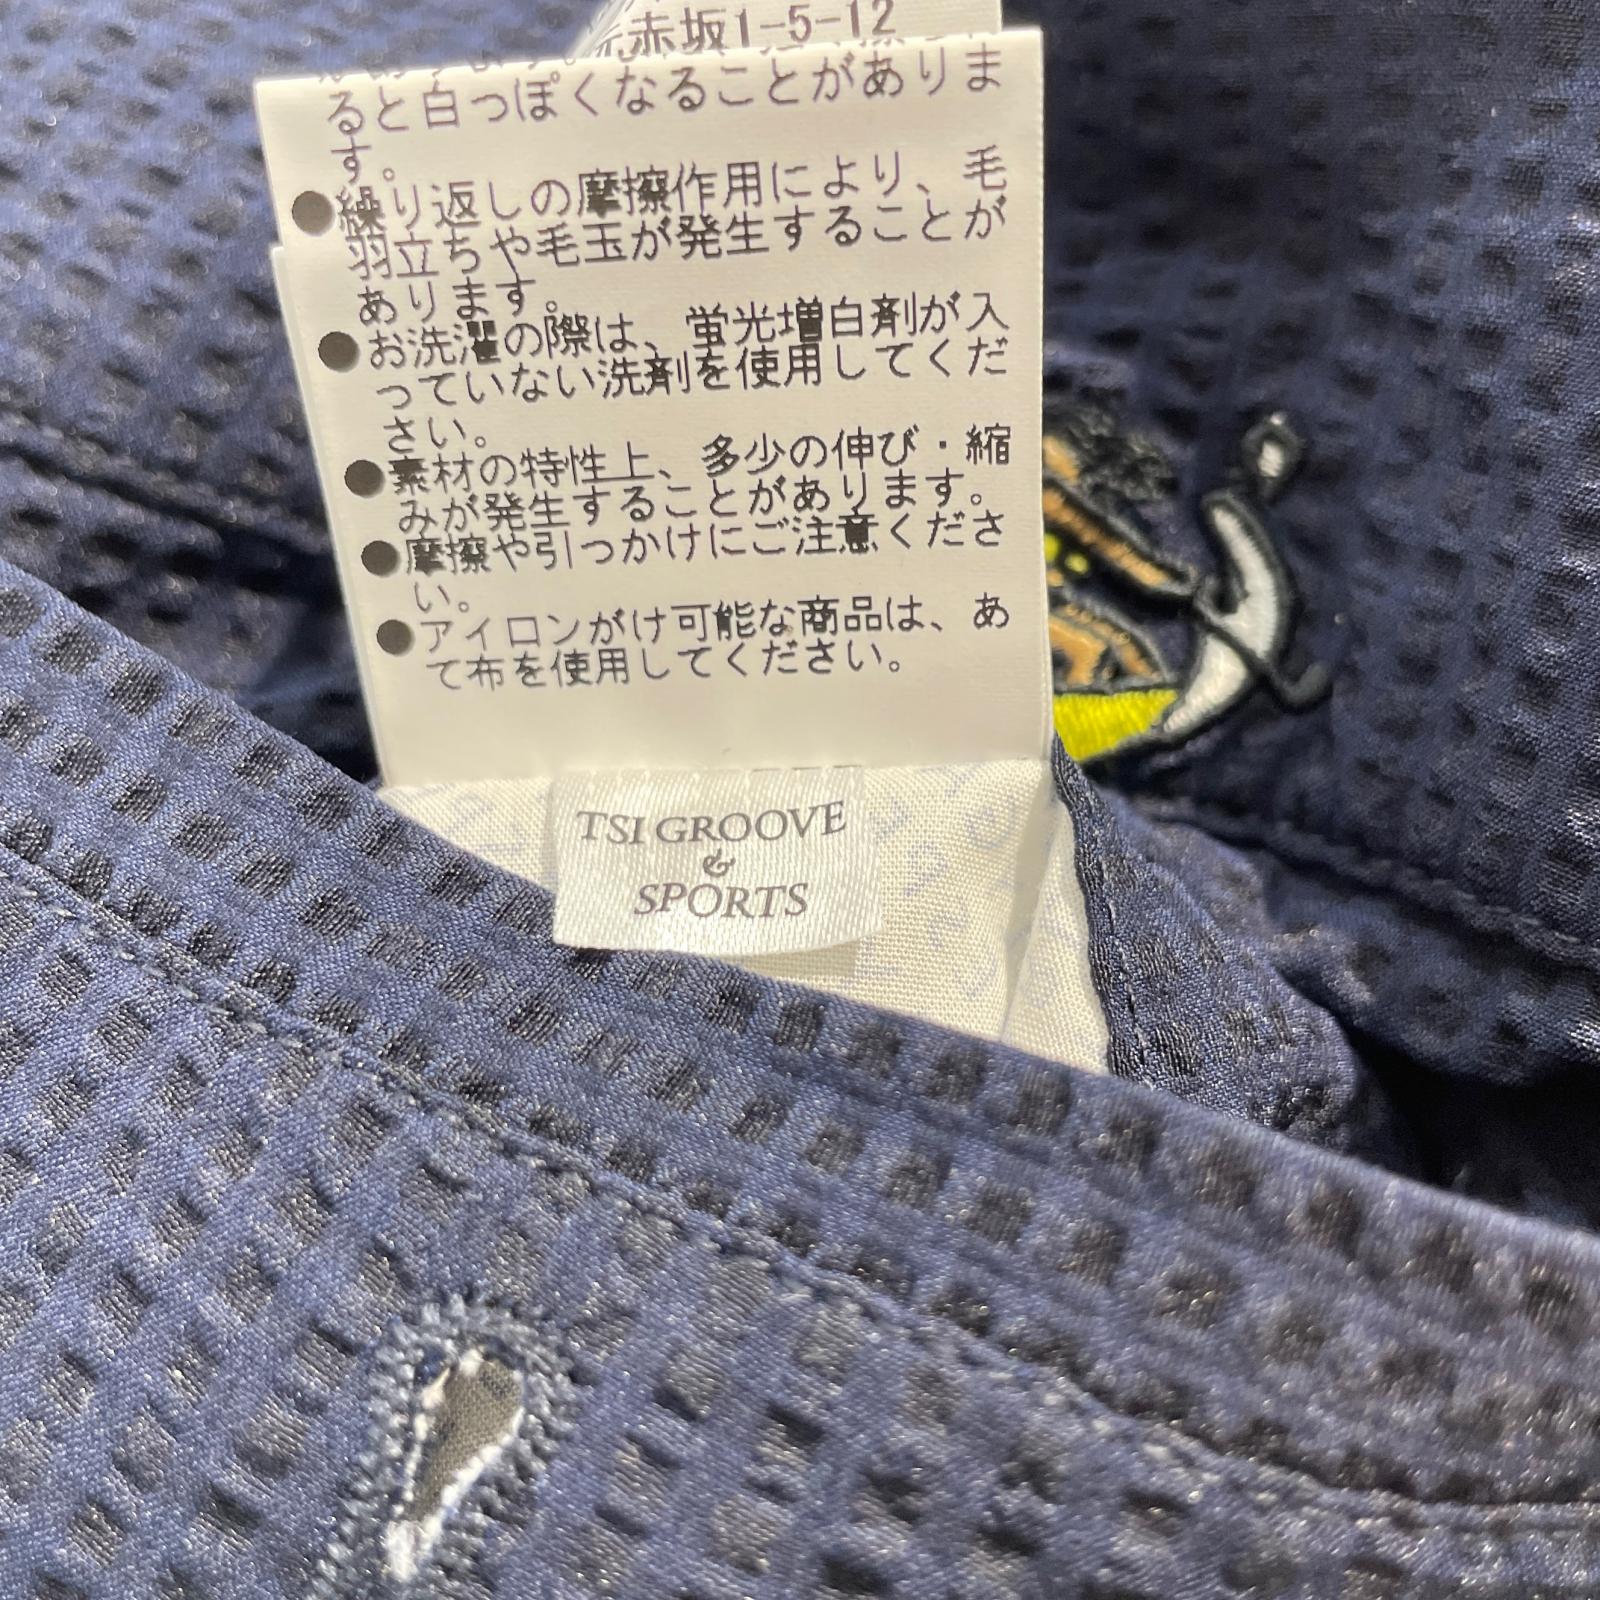 元赤坂1-5-12
ると白っぽくなることがありま
す。
●繰り返しの摩擦作用により、毛
羽立ちや毛玉が発生することが
あります。
●お洗濯の際は、蛍光増白剤が入
っていない洗剤を使用してくだ
さい。
●素材の特性上、多少の伸び・縮
みが発生することがあります。
●摩擦や引っかけにご注意くださ
い。
●アイロンがけ可能な商品は、あ
て布を使用してください。
TSI GROOVE
&
SPORTS